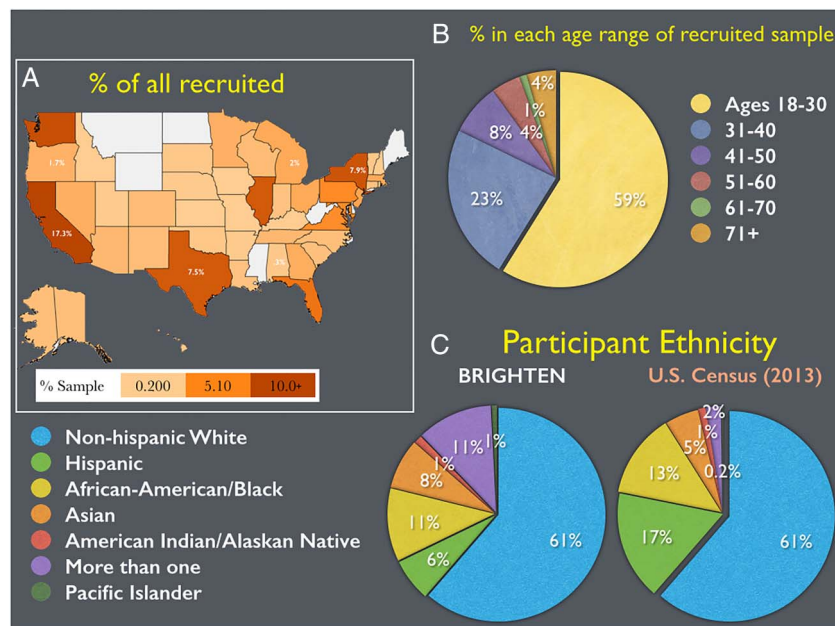 A
% of all recruited
1.7%
2%
7.9%
17.3%
7.5%
.3%
% Sample 0.200 5.10 10.0+
B
% in each age range of recruited sample
4%
1%
8%
4%
23%
59%
Ages 18-30
31-40
41-50
51-60
61-70
71+
C
Participant Ethnicity
BRIGHTEN
U.S. Census (2013)
Non-hispanic White
Hispanic
African-American/Black
Asian
American Indian/Alaskan Native
More than one
Pacific Islander
11%
1%
1%
8%
11%
6%
61%
2%
1%
5%
0.2%
13%
17%
61%